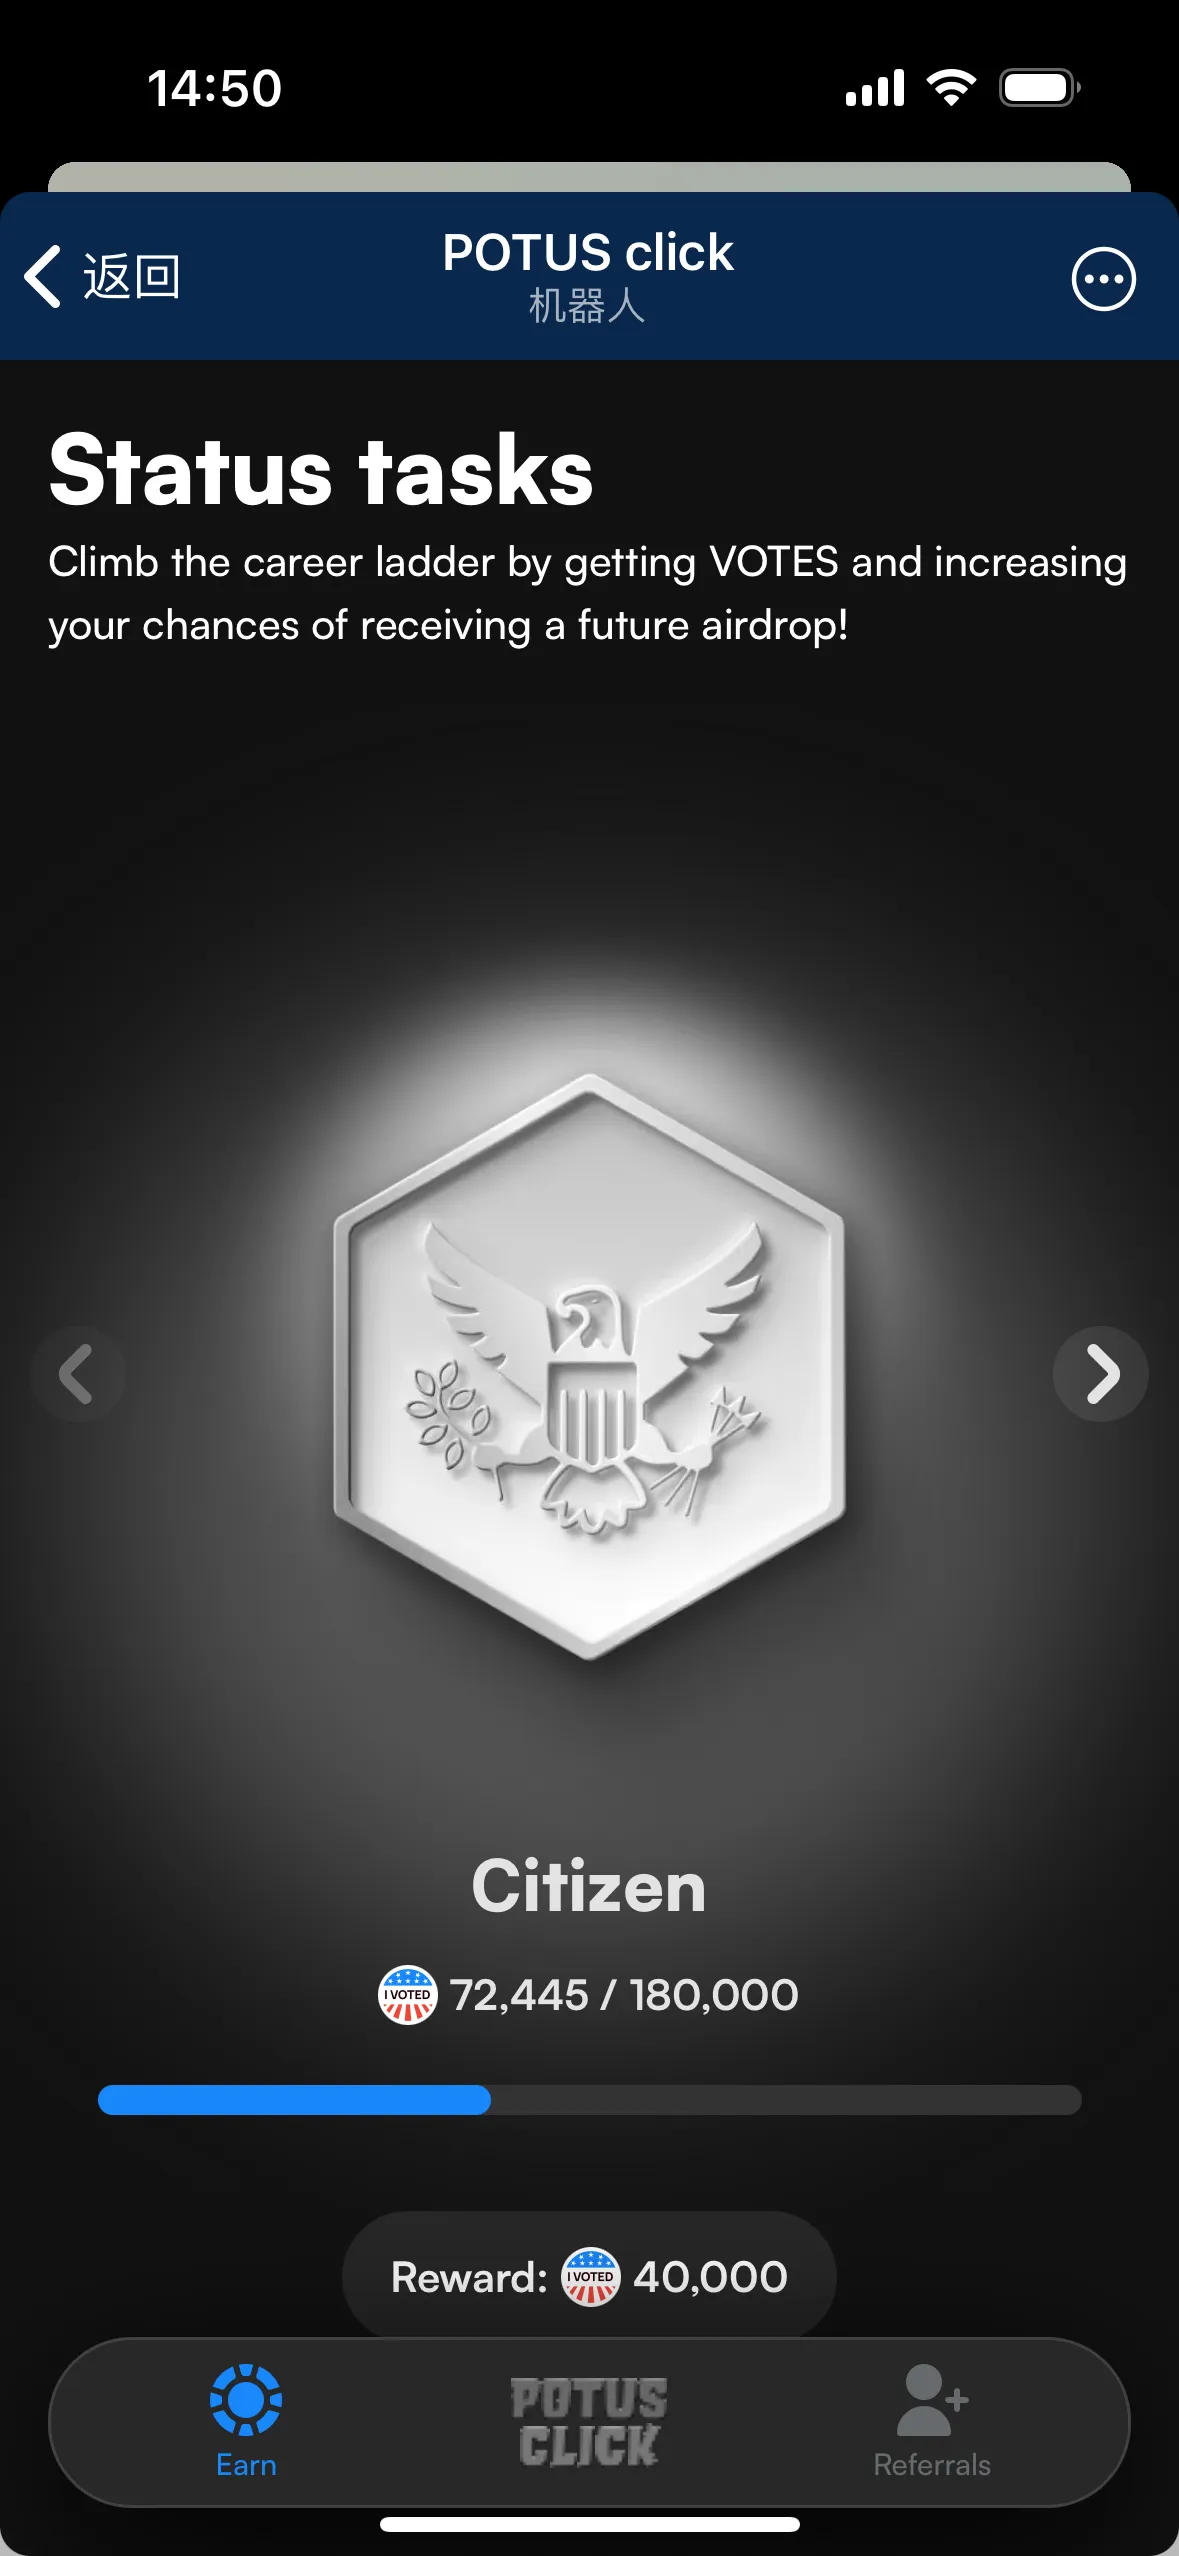 14:50
返回
POTUS click
机器人
Status tasks
Climb the career ladder by getting VOTES and increasing
your chances of receiving a future airdrop!
Citizen
I VOTED 72,445 / 180,000
Reward: I VOTED 40,000
Earn
POTUS
CLICK
Referrals